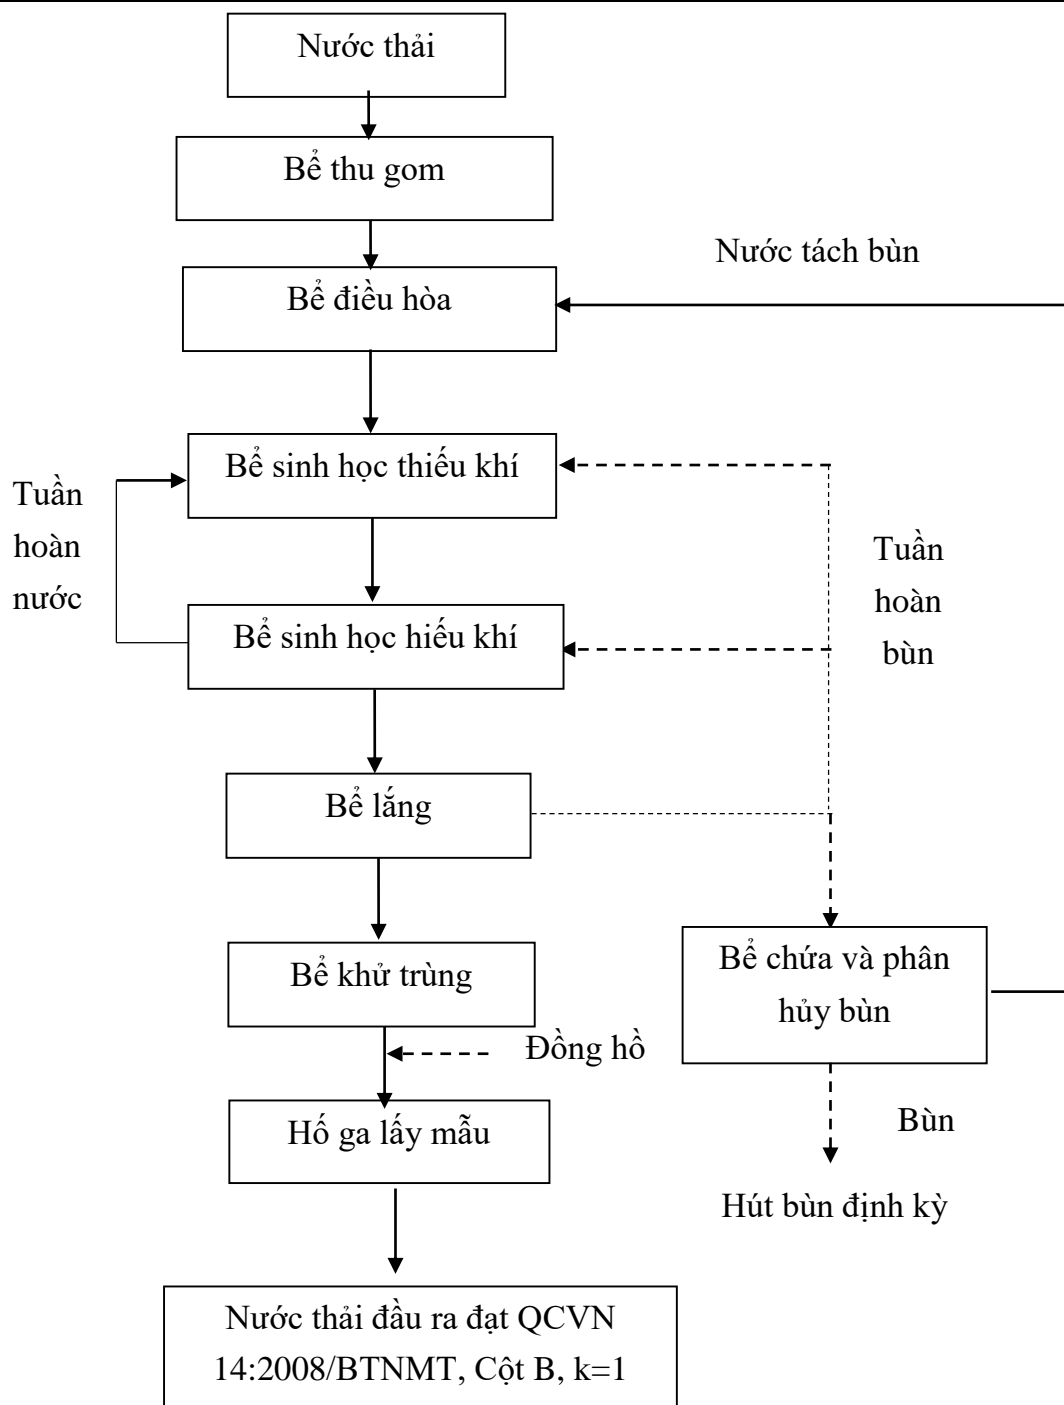 Nước thải
Bể thu gom
Nước tách bùn
Bể điều hòa
Bể sinh học thiếu khí
Tuần
hoàn
nước
Tuần
hoàn
bùn
Bể sinh học hiếu khí
Bể lắng
Bể khử trùng
Bể chứa và phân
hủy bùn
Đồng hồ
Hố ga lấy mẫu
Bùn
Hút bùn định kỳ
Nước thải đầu ra đạt QCVN
14:2008/BTNMT, Cột B, k=1